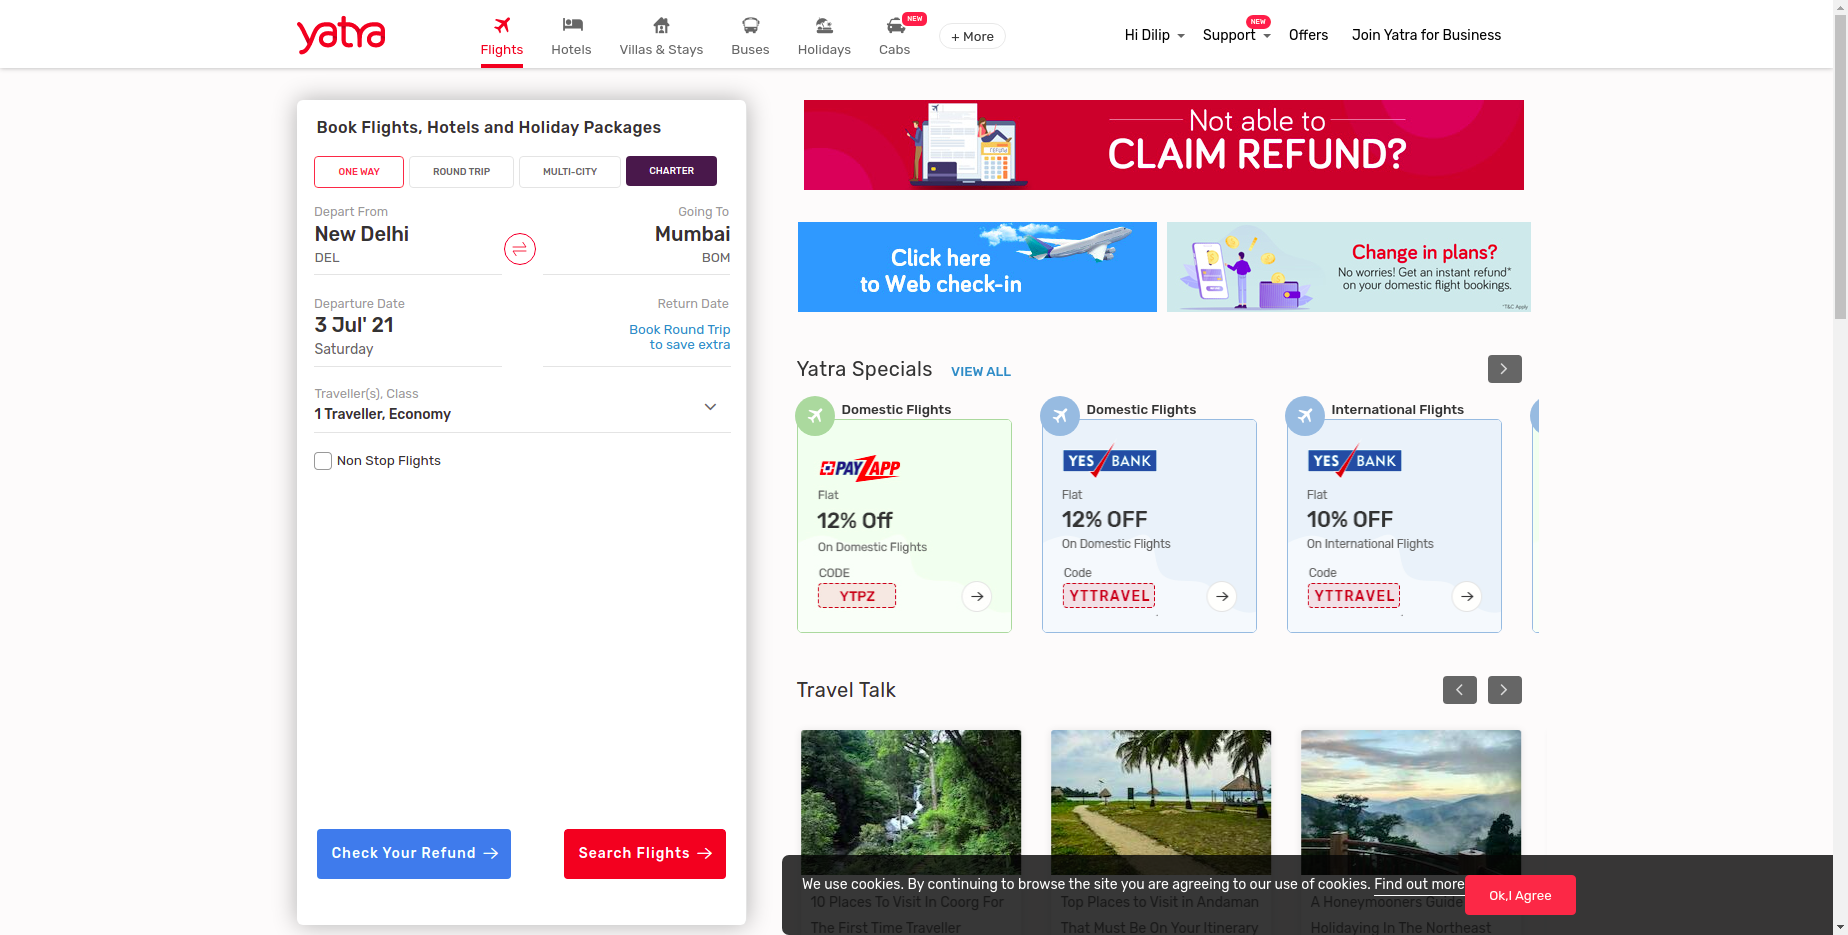 yatra
Flights
Hotels
Villas & Stays
Buses
Holidays
NEW
Cabs
+ More
Hi Dilip
NEW
Support
Offers
Join Yatra for Business
Book Flights, Hotels and Holiday Packages
ONE WAY
ROUND TRIP
MULTI-CITY
CHARTER
Depart From
New Delhi
DEL
Going To
Mumbai
BOM
Departure Date
3 Jul' 21
Saturday
Return Date
Book Round Trip
to save extra
Traveller(s), Class
1 Traveller, Economy
Non Stop Flights
Check Your Refund
Search Flights
refund
Not able to
CLAIM REFUND?
Click here
to Web check-in
Change in plans?
No worries! Get an instant refund*
on your domestic flight bookings.
*T&C Apply
Yatra Specials
VIEW ALL
Domestic Flights
PAYZAPP
Flat
12% Off
On Domestic Flights
CODE
YTPZ
Domestic Flights
YES BANK
Flat
12% OFF
On Domestic Flights
Code
YTTRAVEL
International Flights
YES BANK
Flat
10% OFF
On International Flights
Code
YTTRAVEL
Travel Talk
We use cookies. By continuing to browse the site you are agreeing to our use of cookies. Find out more
Ok,I Agree
10 Places To Visit In Coorg For
The First Time Traveller
Top Places to Visit in Andaman
That Must Be On Your Itinerary
A Honeymooners Guide
Holidaying In The Northeast